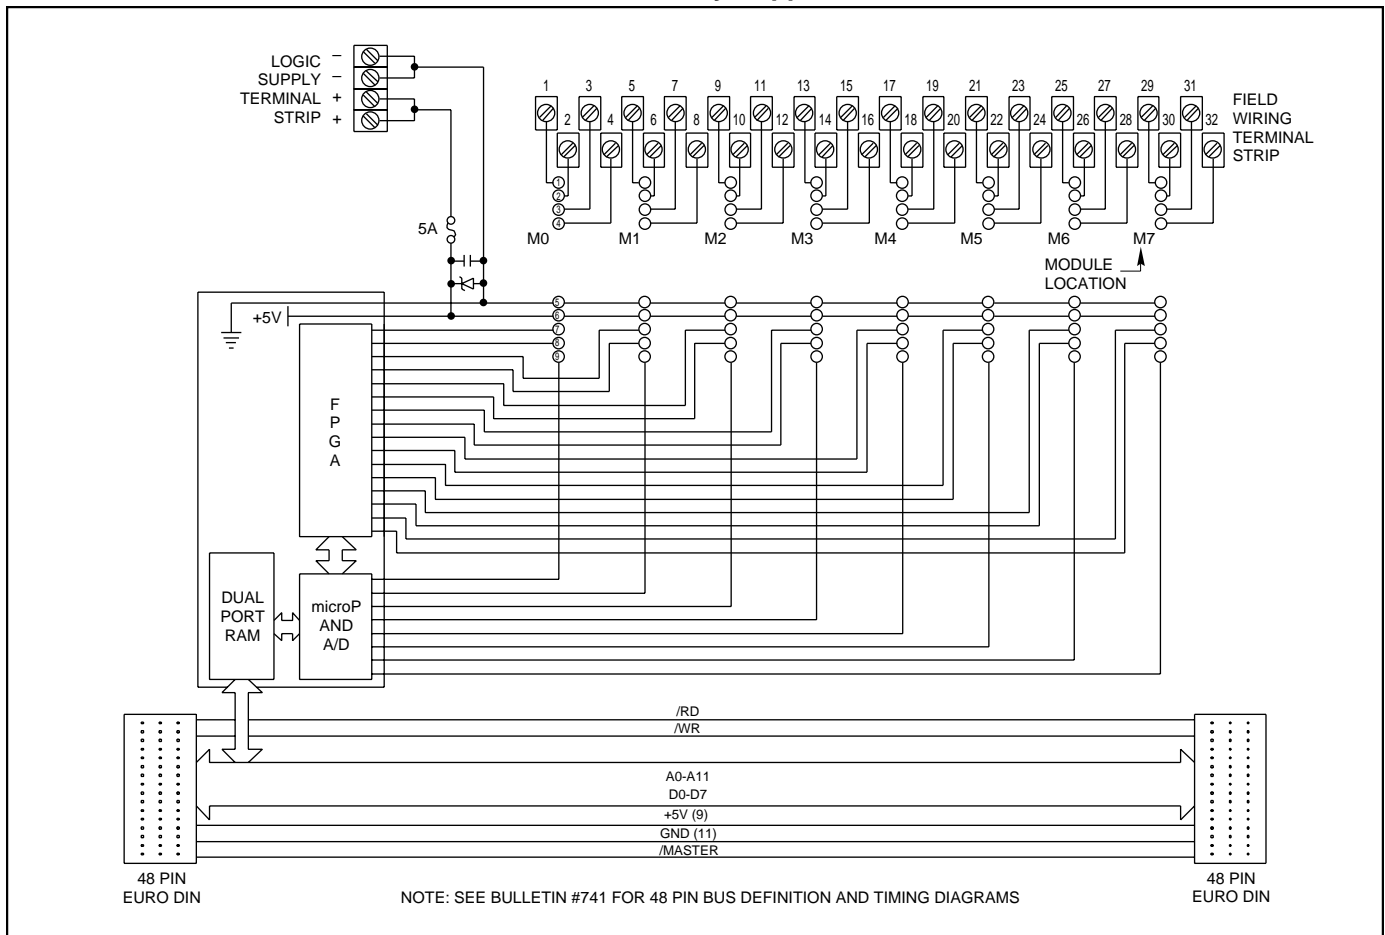 LOGIC –
SUPPLY –
TERMINAL +
STRIP +
1 3 5 7 9 11 13 15 17 19 21 23 25 27 29 31
2 4 6 8 10 12 14 16 18 20 22 24 26 28 30 32
FIELD
WIRING
TERMINAL
STRIP
1
2
3
4
5A
M0 M1 M2 M3 M4 M5 M6 M7
MODULE
LOCATION
+5V
5
6
7
8
9
F
P
G
A
DUAL
PORT
RAM
microP
AND
A/D
/RD
/WR
A0-A11
D0-D7
+5V (9)
GND (11)
/MASTER
48 PIN
EURO DIN
48 PIN
EURO DIN
NOTE: SEE BULLETIN #741 FOR 48 PIN BUS DEFINITION AND TIMING DIAGRAMS